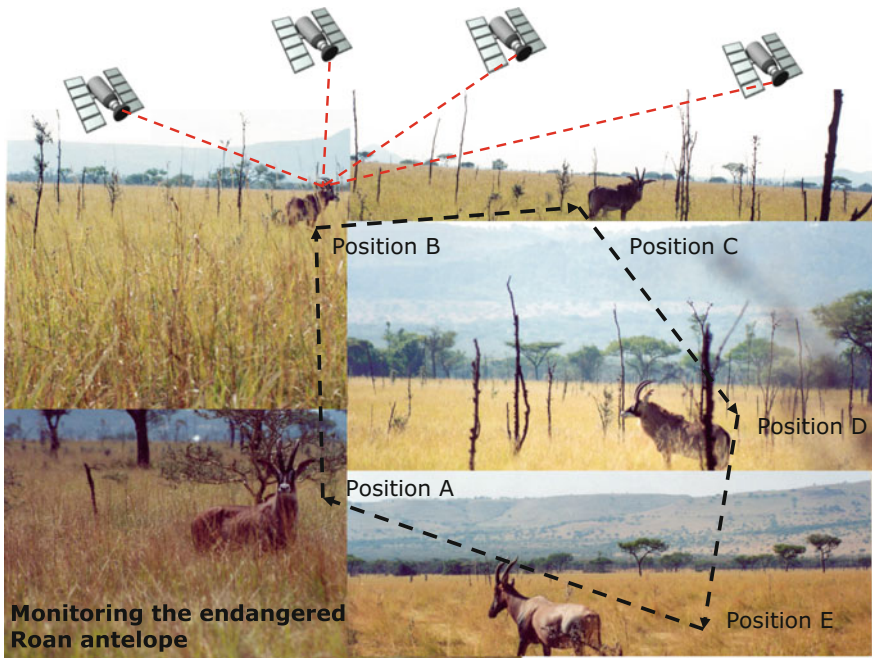 Position B
Position C
Position D
Position A
Position E
Monitoring the endangered
Roan antelope